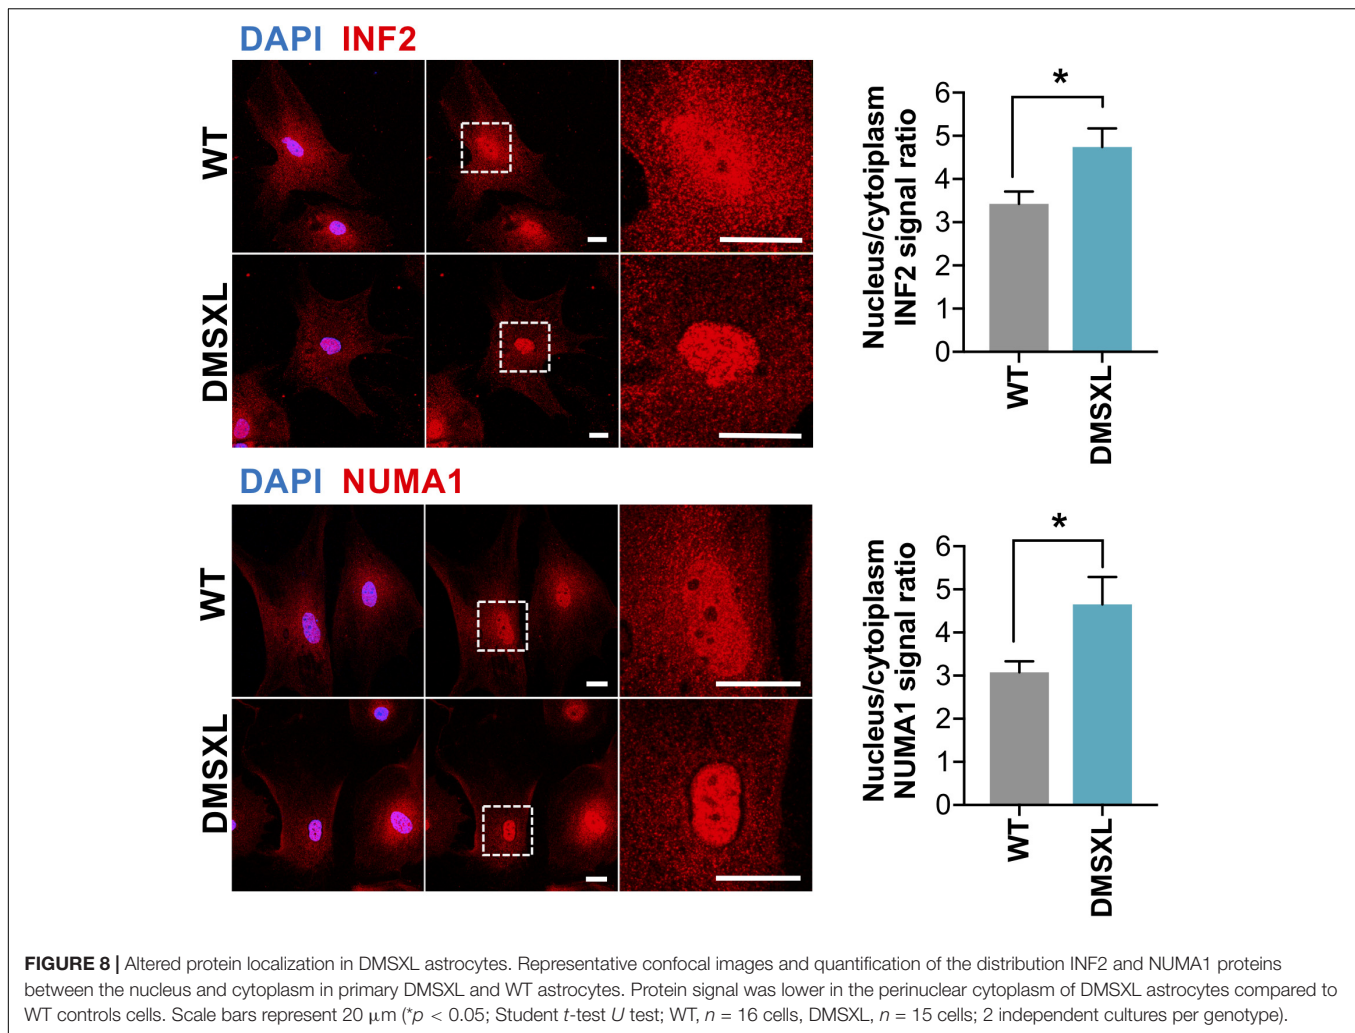 DAPI INF2
WT
DMSXL
Nucleus/cytoiplasm
INF2 signal ratio
6
5
4
3
2
1
0
*
WT
DMSXL
DAPI NUMA1
WT
DMSXL
Nucleus/cytoiplasm
NUMA1 signal ratio
6
5
4
3
2
1
0
*
WT
DMSXL
FIGURE 8 | Altered protein localization in DMSXL astrocytes. Representative confocal images and quantification of the distribution INF2 and NUMA1 proteins
between the nucleus and cytoplasm in primary DMSXL and WT astrocytes. Protein signal was lower in the perinuclear cytoplasm of DMSXL astrocytes compared to
WT controls cells. Scale bars represent 20 μm (*p < 0.05; Student t-test U test; WT, n = 16 cells, DMSXL, n = 15 cells; 2 independent cultures per genotype).